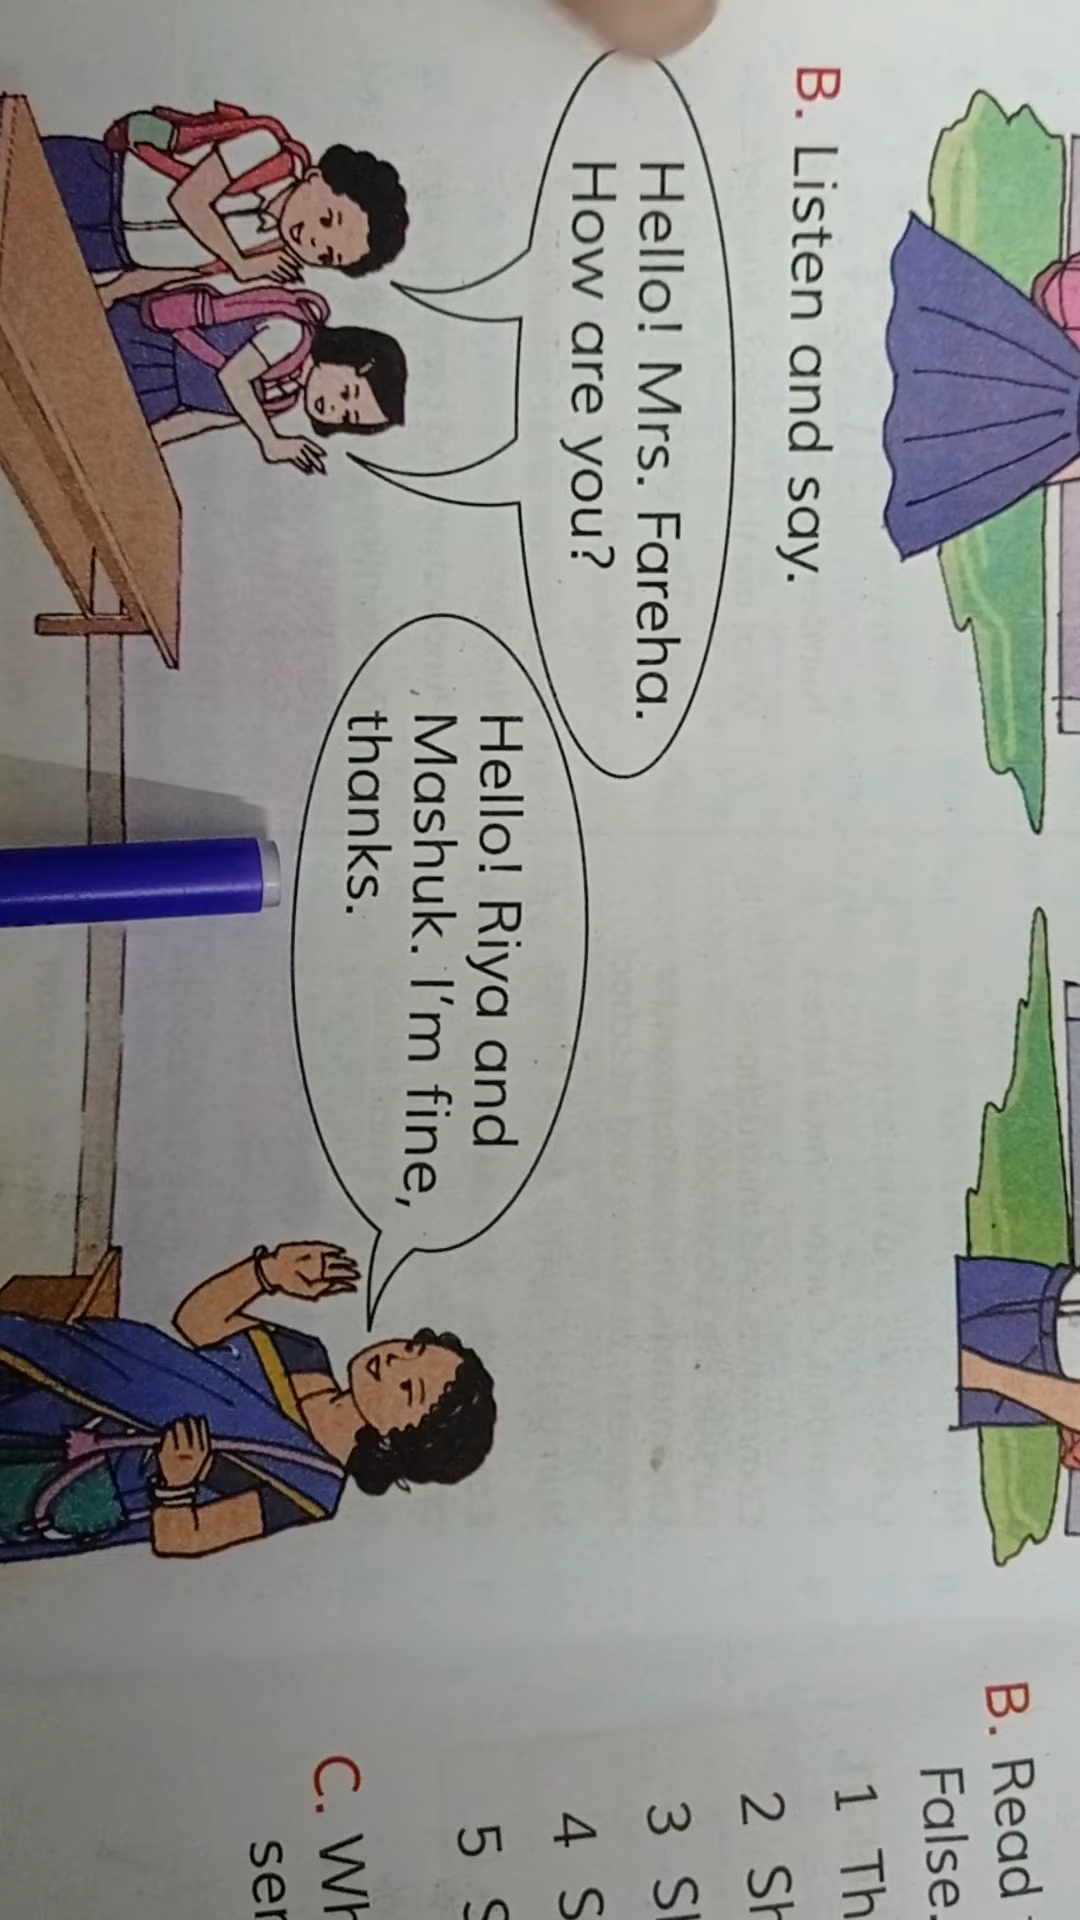 B. Listen and say.
Hello! Mrs. Fareha.
How are you?
Hello! Riya and
Mashuk. I'm fine,
thanks.
B. Read
False.
1 Th
2 Sh
3 Sh
4 S
5 S
C. Wh
sen